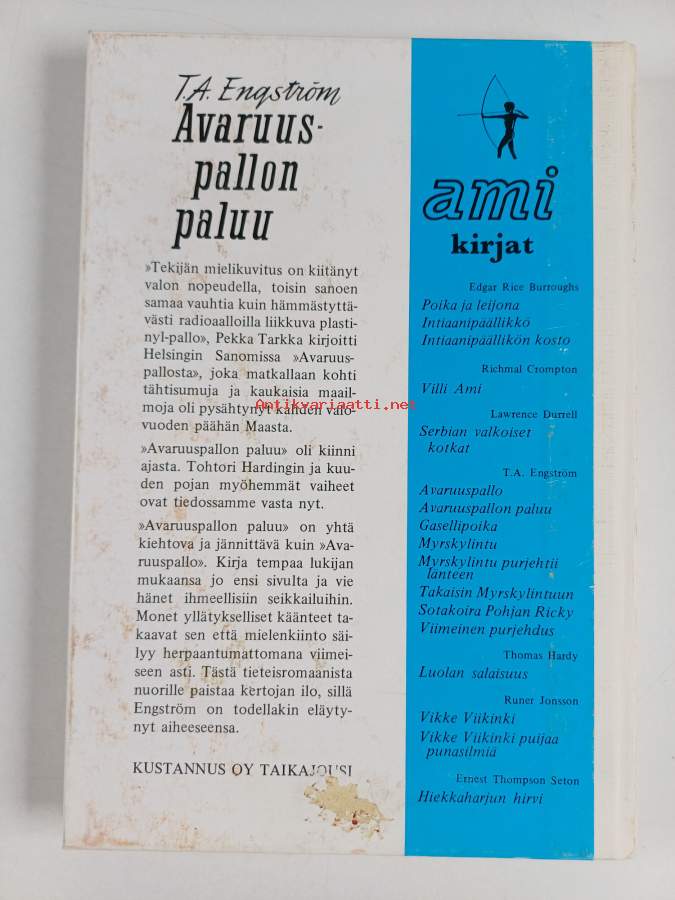 T.A. Engström
Avaruus-
pallon
paluu
»Tekijän mielikuvitus on kiitänyt
valon nopeudella, toisin sanoen
samaa vauhtia kuin hämmästyttä-
västi radioaalloilla liikkuva plasti-
nyl-pallo», Pekka Tarkka kirjoitti
Helsingin Sanomissa »Avaruus-
pallosta», joka matkallaan kohti
tähtisumuja ja kaukaisia maail-
moja oli pysähtynyt kahden valo-
vuoden päähän Maasta.
»Avaruuspallon paluu» oli kiinni
ajasta. Tohtori Hardingin ja kuu-
den pojan myöhemmät vaiheet
ovat tiedossamme vasta nyt.
»Avaruuspallon paluu» on yhtä
kiehtova ja jännittävä kuin »Ava-
ruuspallo». Kirja tempaa lukijan
mukaansa jo ensi sivulta ja vie
hänet ihmeellisiin seikkailuihin.
Monet yllätykselliset käänteet ta-
kaavat sen että mielenkiinto säi-
lyy herpaantumattomana viimei-
seen asti. Tästä tieteisromaanista
nuorille paistaa kertojan ilo, sillä
Engström on todellakin eläyty-
nyt aiheeseensa.
KUSTANNUS OY TAIKAJOUSI
ami
kirjat
Edgar Rice Burroughs
Poika ja leijona
Intiaanipäällikkö
Intiaanipäällikön kosto
Richmal Crompton
Villi Ami
Lawrence Durrell
Serbian valkoiset
kotkat
T.A. Engström
Avaruuspallo
Avaruuspallon paluu
Gasellipoika
Myrskylintu
Myrskylintu purjehtii
länteen
Takaisin Myrskylintuun
Sotakoira Pohjan Ricky
Viimeinen purjehdus
Thomas Hardy
Luolan salaisuus
Runer Jonsson
Vikke Viikinki
Vikke Viikinki puijaa
punasilmiä
Ernest Thompson Seton
Hiekkaharjun hirvi
Antikvariaatti.net